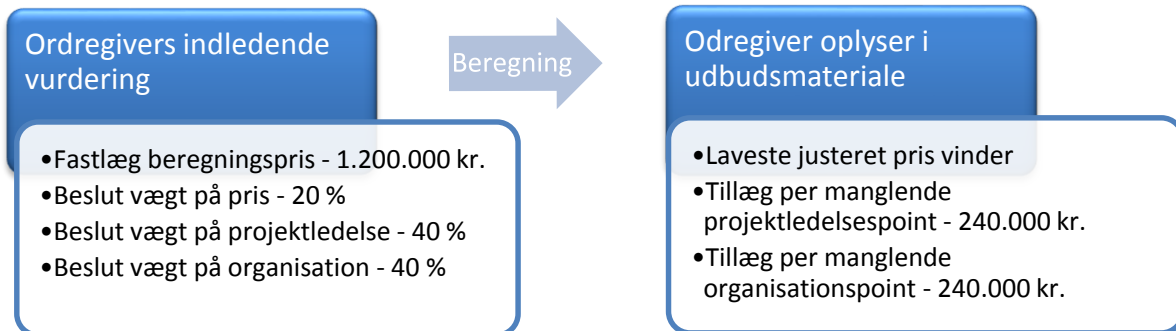 Ordregivers indledende
vurdering
•Fastlæg beregningspris - 1.200.000 kr.
•Beslut vægt på pris - 20 %
•Beslut vægt på projektledelse - 40 %
•Beslut vægt på organisation - 40 %
Beregning
Odregiver oplyser i
udbudsmateriale
•Laveste justeret pris vinder
•Tillæg per manglende
projektledelsespoint - 240.000 kr.
•Tillæg per manglende
organisationspoint - 240.000 kr.